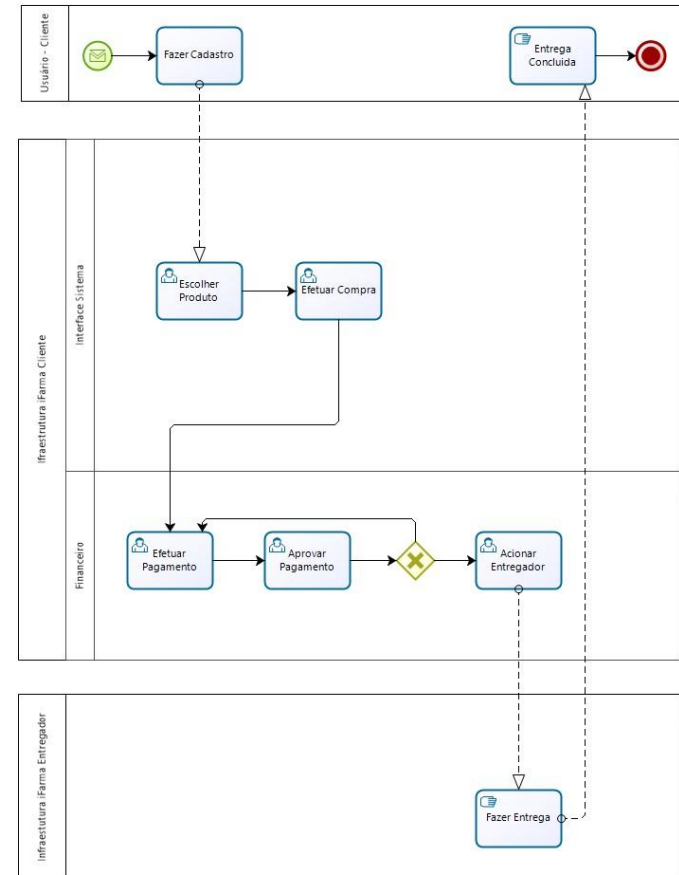 Usuário - Cliente
Fazer Cadastro
Entrega
Concluida
Ifraestrutura iFarma Cliente
Interface Sistema
Escolher
Produto
Efetuar Compra
Financeiro
Efetuar
Pagamento
Aprovar
Pagamento
Acionar
Entregador
Infraestutura iFarma Entregador
Fazer Entrega